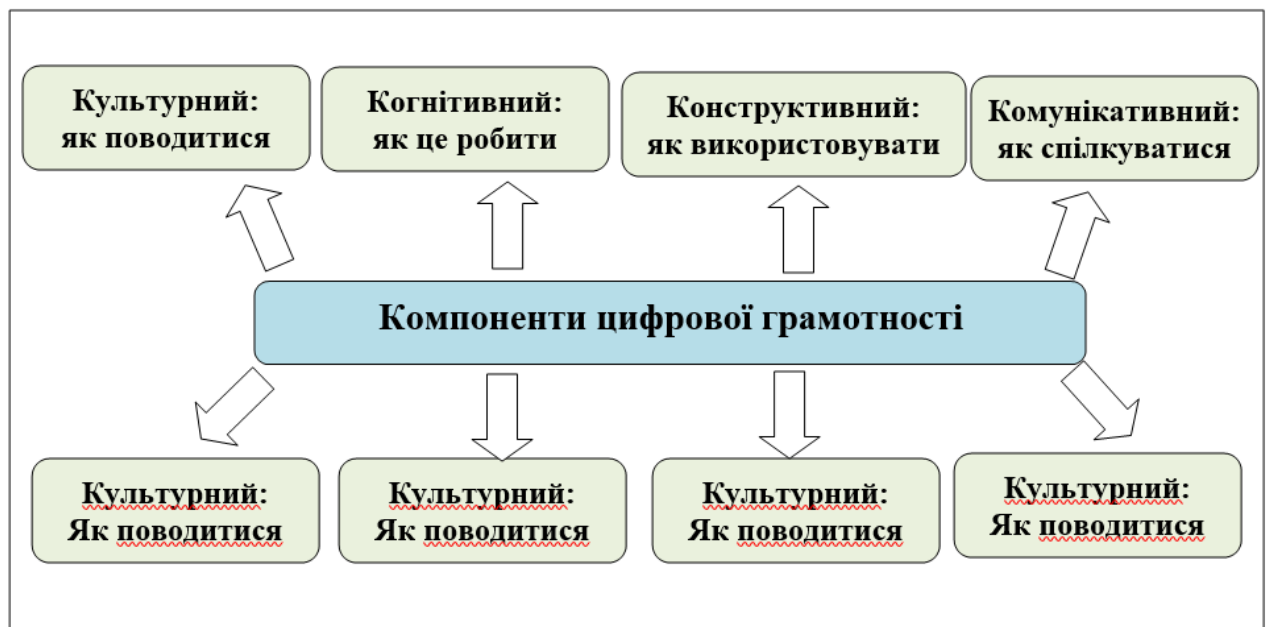 Культурний:
як поводитися
Когнітивний:
як це робити
Конструктивний:
як використовувати
Комунікативний:
як спілкуватися
Компоненти цифрової грамотності
Культурний:
Як поводитися
Культурний:
Як поводитися
Культурний:
Як поводитися
Культурний:
Як поводитися